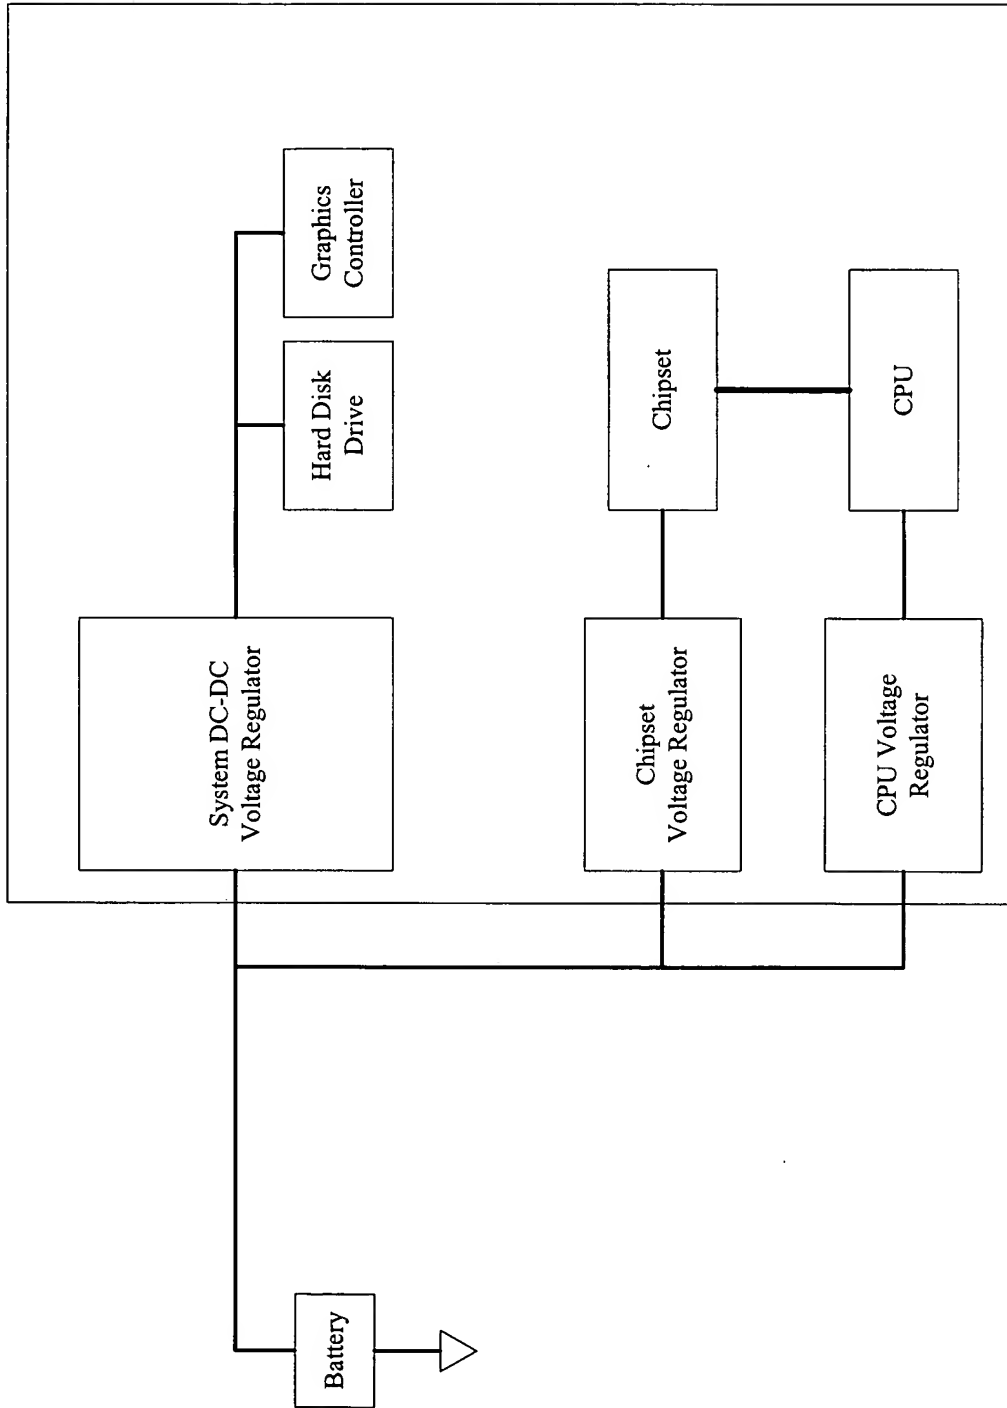 Battery
System DC-DC
Voltage Regulator
Hard Disk
Drive
Graphics
Controller
Chipset
Voltage Regulator
Chipset
CPU Voltage
Regulator
CPU